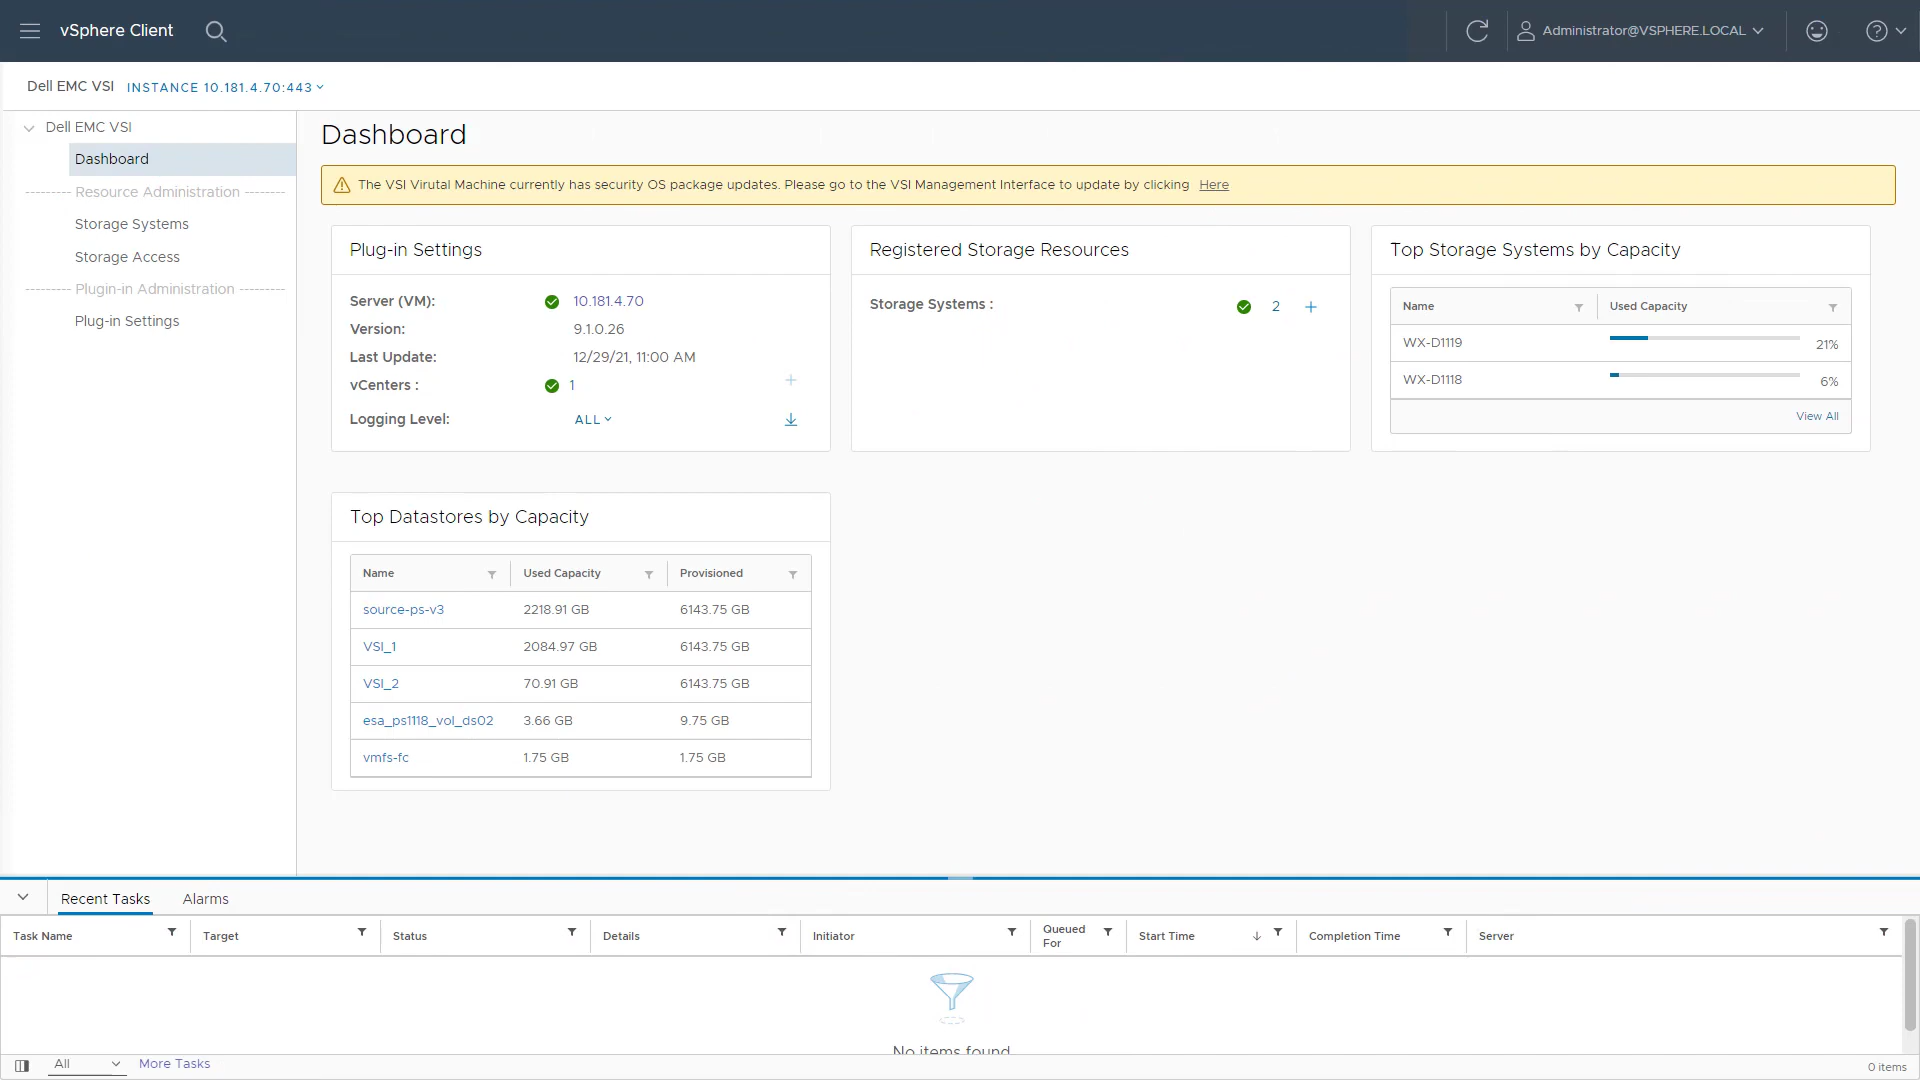 vSphere Client
Administrator@VSPHERE.LOCAL
Dell EMC VSI INSTANCE 10.181.4.70:443
Dell EMC VSI
Dashboard
Resource Administration
Storage Systems
Storage Access
Plugin-in Administration
Plug-in Settings
Dashboard
The VSI Virutal Machine currently has security OS package updates. Please go to the VSI Management Interface to update by clicking Here
Plug-in Settings
Server (VM): 10.181.4.70
Version: 9.1.0.26
Last Update: 12/29/21, 11:00 AM
vCenters : 1
Logging Level: ALL
Registered Storage Resources
Storage Systems : 2
Top Storage Systems by Capacity
Name Used Capacity
WX-D1119 21%
WX-D1118 6%
View All
Top Datastores by Capacity
Name Used Capacity Provisioned
source-ps-v3 2218.91 GB 6143.75 GB
VSI_1 2084.97 GB 6143.75 GB
VSI_2 70.91 GB 6143.75 GB
esa_ps1118_vol_ds02 3.66 GB 9.75 GB
vmfs-fc 1.75 GB 1.75 GB
Recent Tasks Alarms
Task Name Target Status Details Initiator Queued For Start Time Completion Time Server
No items found
All More Tasks 0 items